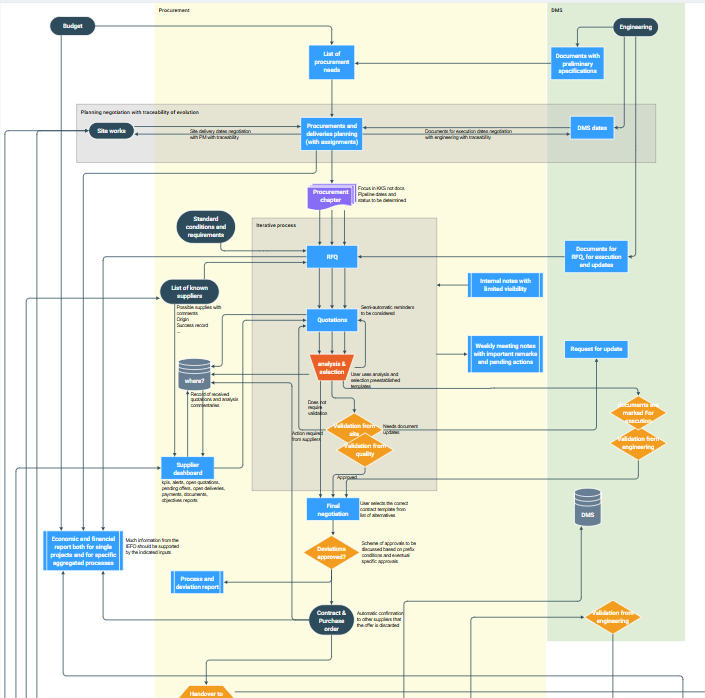 Procurement
DMS
Budget
Engineering
List of
procurement
needs
Documents with
preliminary
specifications
Planning negotiation with traceability of evolution
Site works
Site delivery dates negotiation
with PM with traceability
Procurements and
deliveries planning
(with assignments)
Documents for execution dates negotiation
with engineering with traceability
DMS dates
Procurement
chapter
Focus in KKS not docs
Pipeline dates and
status to be determined
Standard
conditions and
requirements
Iterative process
RFQ
Documents for
RFQ, for execution
and updates
List of known
suppliers
Possible supplies with
comments
Origin
Success record
...
Internal notes with
limited visibility
Semi-automatic reminders
to be considered
Quotations
Weekly meeting notes
with important remarks
and pending actions
Request for update
analysis &
selection
where?
User uses analysis and
selection preestablished
templates
Record of received
quotations and analysis
commentaries
Does not
require
validation
documents are
marked For
execution
Validation from
site
Needs document
updates
Action required
from suppliers
Validation from
quality
Validation from
engineering
Supplier
dashboard
Approved
kpis, alerts, open quotations,
pending offers, open deliveries,
payments, documents,
objectives reports
Final
negotiation
User selects the correct
contract template from
list of alternatives
DMS
Economic and financial
report both for single
projects and for specific
aggregated processes
Much information from the
IEFD should be supported
by the indicated inputs
Deviations
approved?
Scheme of approvals to be
discussed based on prefix
conditions and eventual
specific approvals
Process and
deviation report
Contract &
Purchase
order
Automatic confirmation
to other suppliers that
the offer is discarded
Validation from
engineering
Handover to